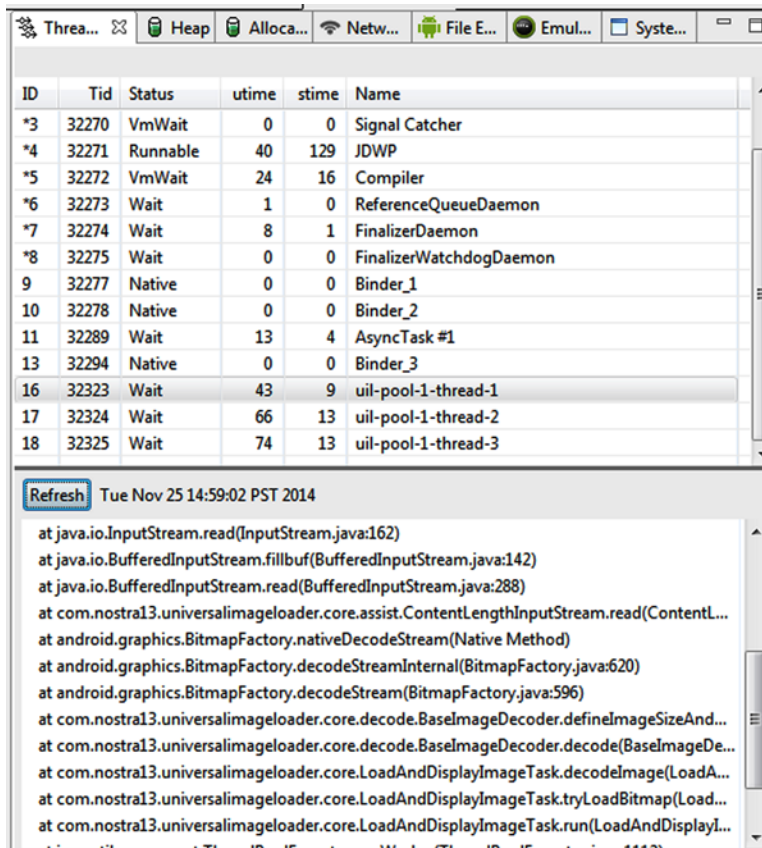 Threa... Heap Alloca... Netw... File E... Emul... Syste...
ID Tid Status utime stime Name
*3 32270 VmWait 0 0 Signal Catcher
*4 32271 Runnable 40 129 JDWP
*5 32272 VmWait 24 16 Compiler
*6 32273 Wait 1 0 ReferenceQueueDaemon
*7 32274 Wait 8 1 FinalizerDaemon
*8 32275 Wait 0 0 FinalizerWatchdogDaemon
9 32277 Native 0 0 Binder_1
10 32278 Native 0 0 Binder_2
11 32289 Wait 13 4 AsyncTask #1
13 32294 Native 0 0 Binder_3
16 32323 Wait 43 9 uil-pool-1-thread-1
17 32324 Wait 66 13 uil-pool-1-thread-2
18 32325 Wait 74 13 uil-pool-1-thread-3
Refresh Tue Nov 25 14:59:02 PST 2014
at java.io.InputStream.read(InputStream.java:162)
at java.io.BufferedInputStream.fillbuf(BufferedInputStream.java:142)
at java.io.BufferedInputStream.read(BufferedInputStream.java:288)
at com.nostra13.universalimageloader.core.assist.ContentLengthInputStream.read(ContentL...
at android.graphics.BitmapFactory.nativeDecodeStream(Native Method)
at android.graphics.BitmapFactory.decodeStreamInternal(BitmapFactory.java:620)
at android.graphics.BitmapFactory.decodeStream(BitmapFactory.java:596)
at com.nostra13.universalimageloader.core.decode.BaseImageDecoder.defineImageSizeAnd...
at com.nostra13.universalimageloader.core.decode.BaseImageDecoder.decode(BaseImageDe...
at com.nostra13.universalimageloader.core.LoadAndDisplayImageTask.decodeImage(LoadA...
at com.nostra13.universalimageloader.core.LoadAndDisplayImageTask.tryLoadBitmap(Load...
at com.nostra13.universalimageloader.core.LoadAndDisplayImageTask.run(LoadAndDisplayI...